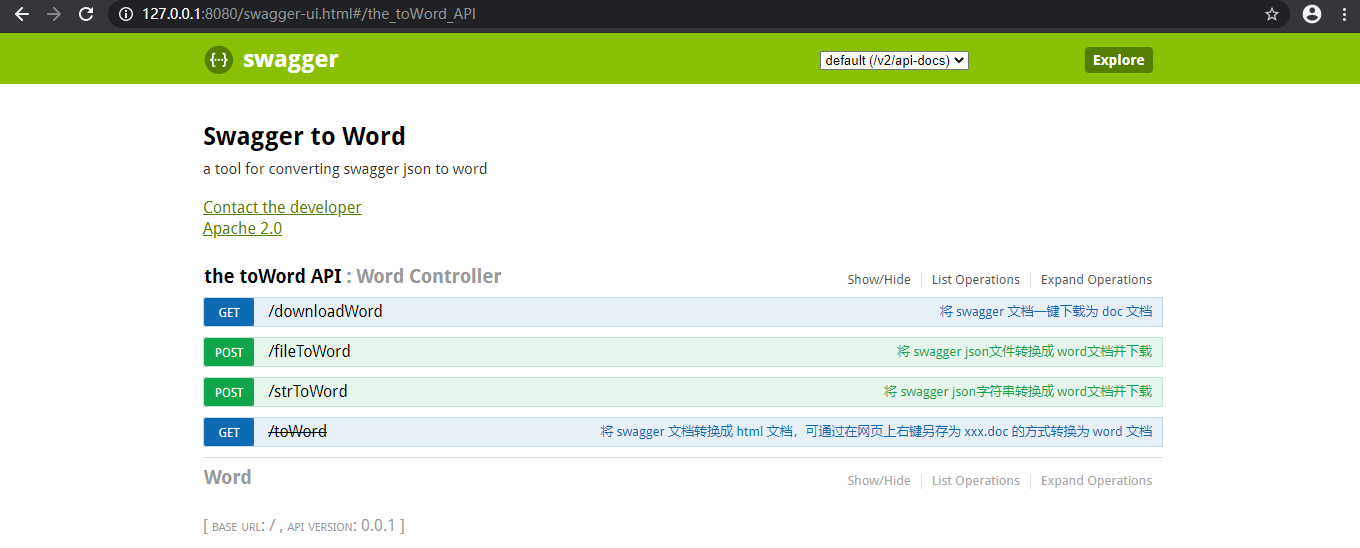 127.0.0.1:8080/swagger-ui.html#/the_toWord_API
{··} swagger
default (/v2/api-docs)
Explore
Swagger to Word
a tool for converting swagger json to word
Contact the developer
Apache 2.0
the toWord API : Word Controller
Show/Hide
List Operations
Expand Operations
GET /downloadWord 将 swagger 文档一键下载为 doc 文档
POST /fileToWord 将 swagger json文件转换成 word文档并下载
POST /strToWord 将 swagger json字符串转换成 word文档并下载
GET /toWord 将 swagger 文档转换成 html 文档，可通过在网页上右键另存为 xxx.doc 的方式转换为 word 文档
Word
Show/Hide
List Operations
Expand Operations
[ BASE URL: / , API VERSION: 0.0.1 ]